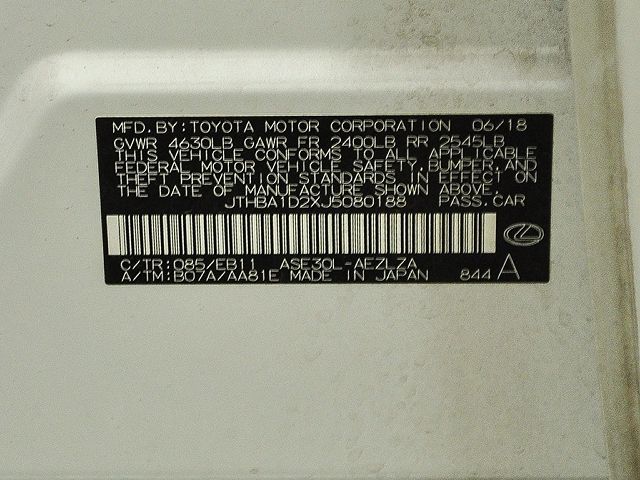 MFD. BY: TOYOTA MOTOR CORPORATION 06/18
GVWR 4630LB GAWR FR 2400LB RR 2545LB
THIS VEHICLE CONFORMS TO ALL APPLICABLE
FEDERAL MOTOR VEHICLE SAFETY, BUMPER, AND
THEFT PREVENTION STANDARDS IN EFFECT ON
THE DATE OF MANUFACTURE SHOWN ABOVE.
JTHBA1D2XJ5080188 PASS.CAR
C/TR: 085/EB11 ASE30L-AEZLZA
A/TM: B07A/AA81E MADE IN JAPAN 844 A